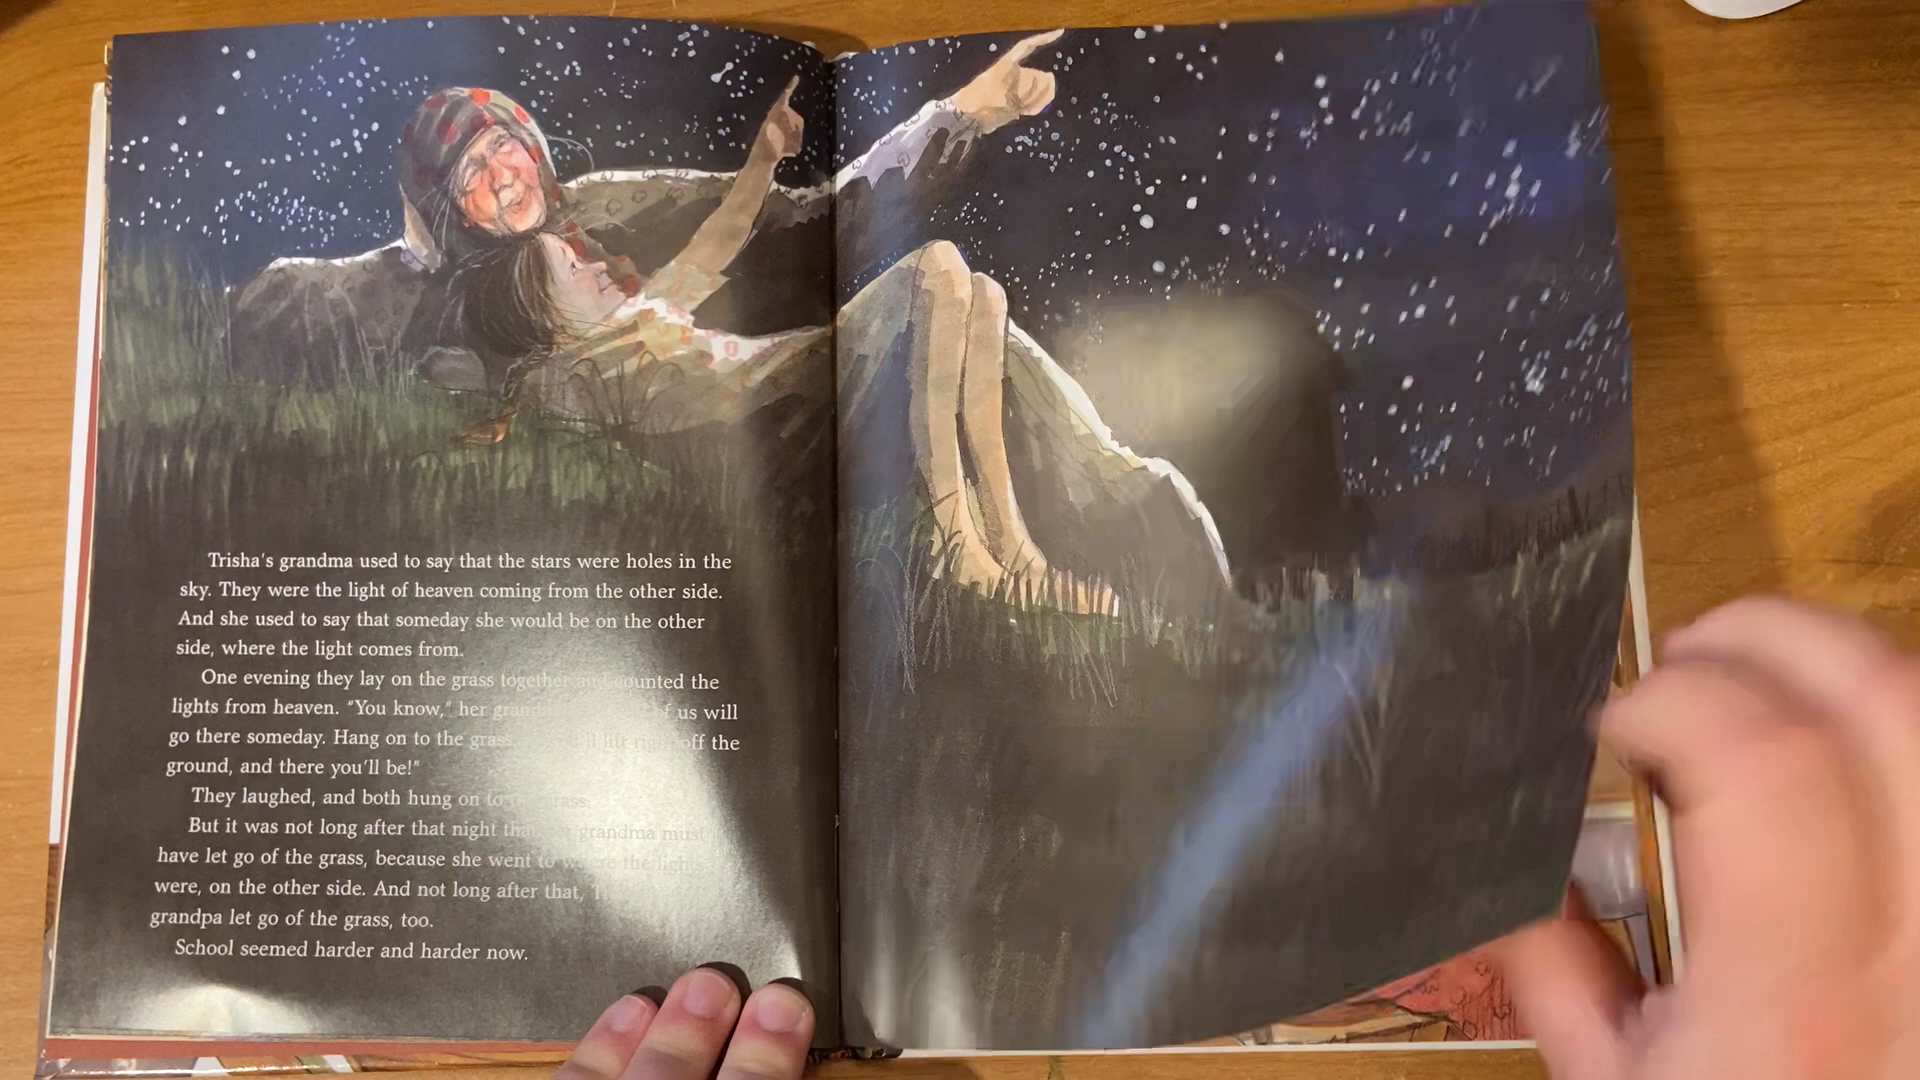 Trisha's grandma used to say that the stars were holes in the
sky. They were the light of heaven coming from the other side.
And she used to say that someday she would be on the other
side, where the light comes from.
One evening they lay on the grass together and counted the
lights from heaven. "You know," her of us will
go there someday. Hang on to the grass, off the
ground, and there you'll be!"
They laughed, and both hung on to grass.
But it was not long after that night that grandma must
have let go of the grass, because she went to where the lights
were, on the other side. And not long after that,
grandpa let go of the grass, too.
School seemed harder and harder now.